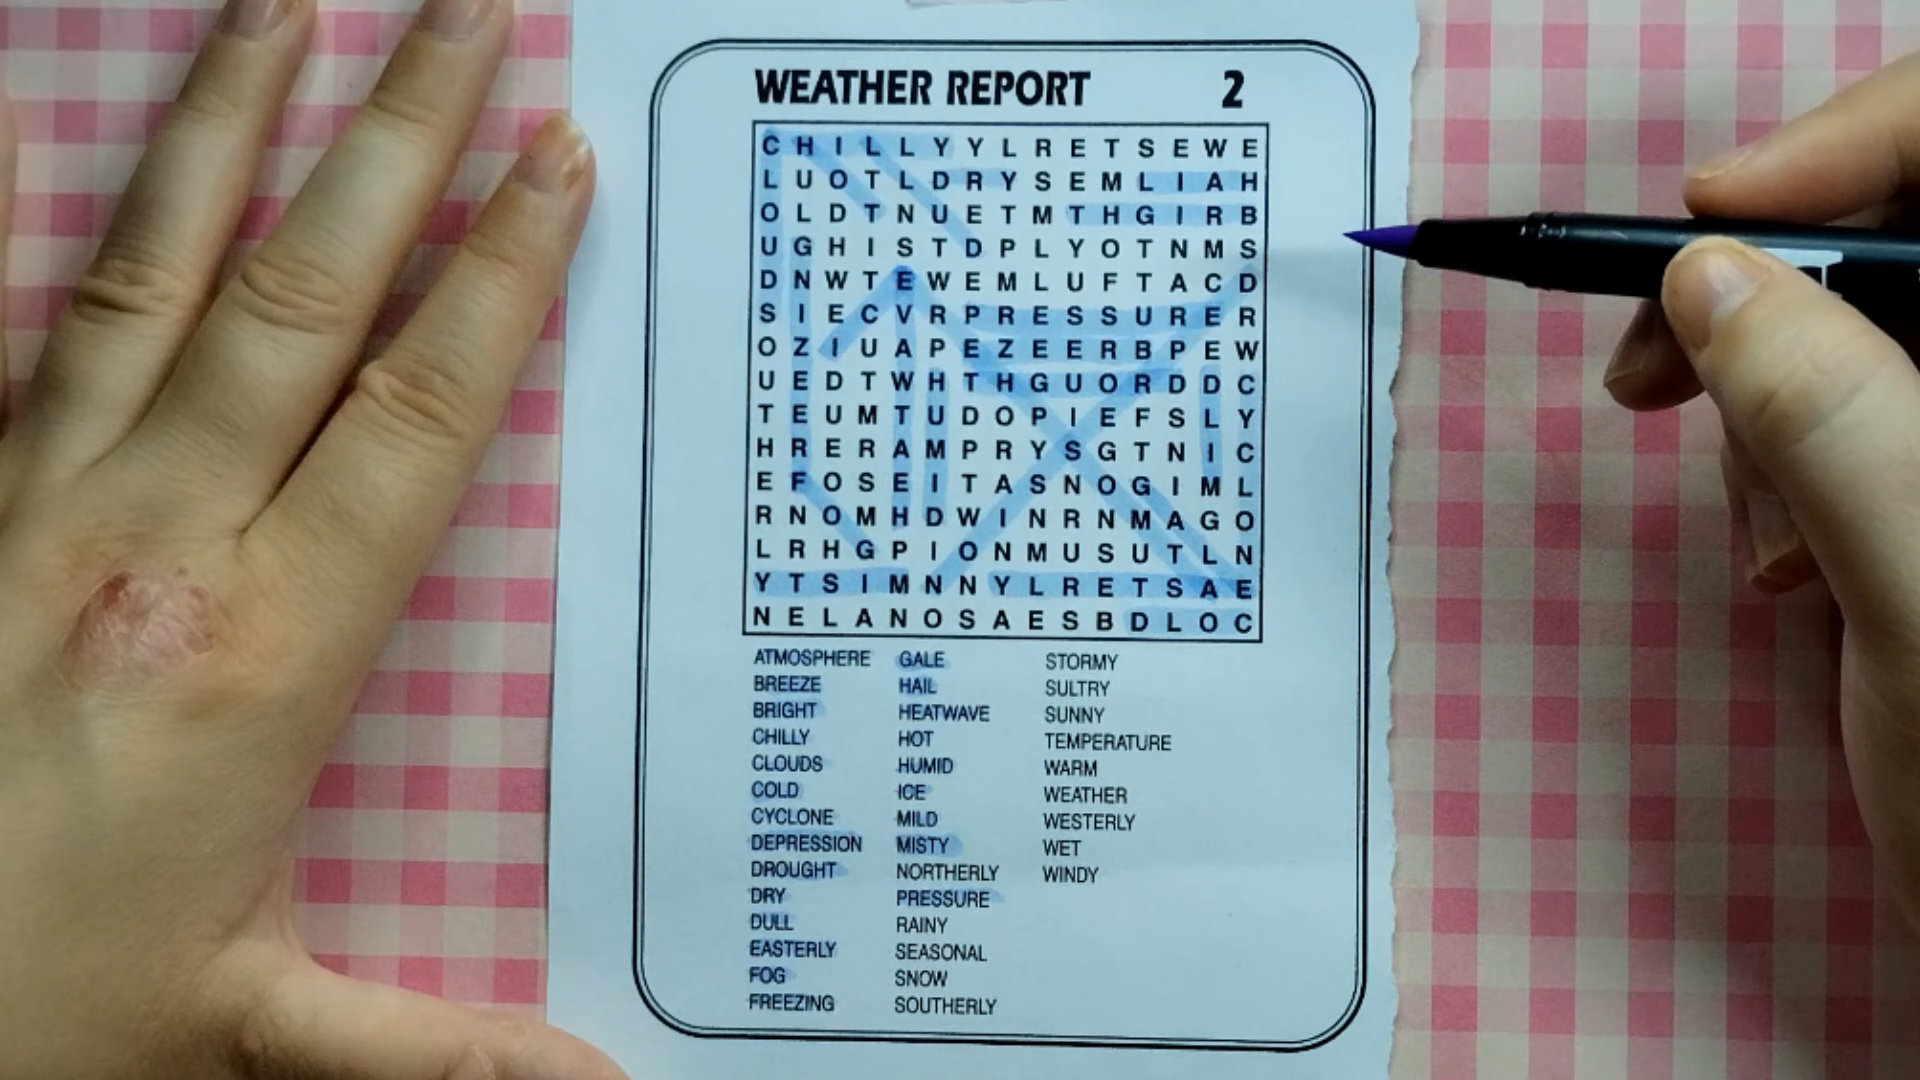 WEATHER REPORT 2
C H I L L Y Y L R E T S E W E
L U O T L D R Y S E M L I A H
O L D T N U E T M T H G I R B
U G H I S T D P L Y O T N M S
D N W T E W E M L U F T A C D
S I E C V R P R E S S U R E R
O Z I U A P E Z E E R B P E W
U E D T W H T H G U O R D D C
T E U M T U D O P I E F S L Y
H R E R A M P R Y S G T N I C
E F O S E I T A S N O G I M L
R N O M H D W I N R N M A G O
L R H G P I O N M U S U T L N
Y T S I M N N Y L R E T S A E
N E L A N O S A E S B D L O C
ATMOSPHERE GALE STORMY
BREEZE HAIL SULTRY
BRIGHT HEATWAVE SUNNY
CHILLY HOT TEMPERATURE
CLOUDS HUMID WARM
COLD ICE WEATHER
CYCLONE MILD WESTERLY
DEPRESSION MISTY WET
DROUGHT NORTHERLY WINDY
DRY PRESSURE
DULL RAINY
EASTERLY SEASONAL
FOG SNOW
FREEZING SOUTHERLY